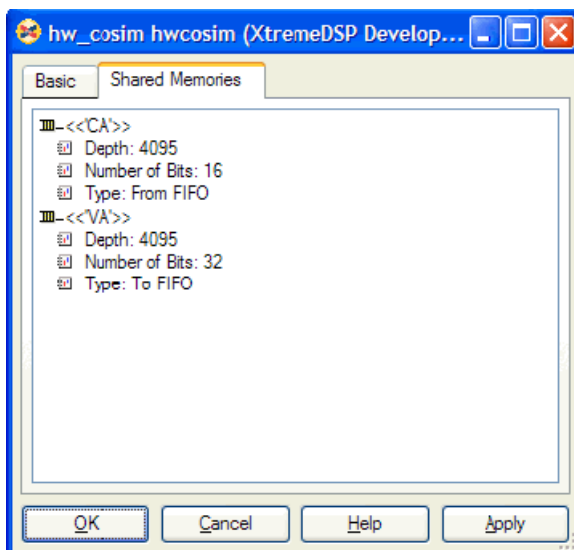 hw_cosim hwcosim (XtremeDSP Develop...
Basic
Shared Memories
<<'CA'>>
Depth: 4095
Number of Bits: 16
Type: From FIFO
<<'VA'>>
Depth: 4095
Number of Bits: 32
Type: To FIFO
OK
Cancel
Help
Apply